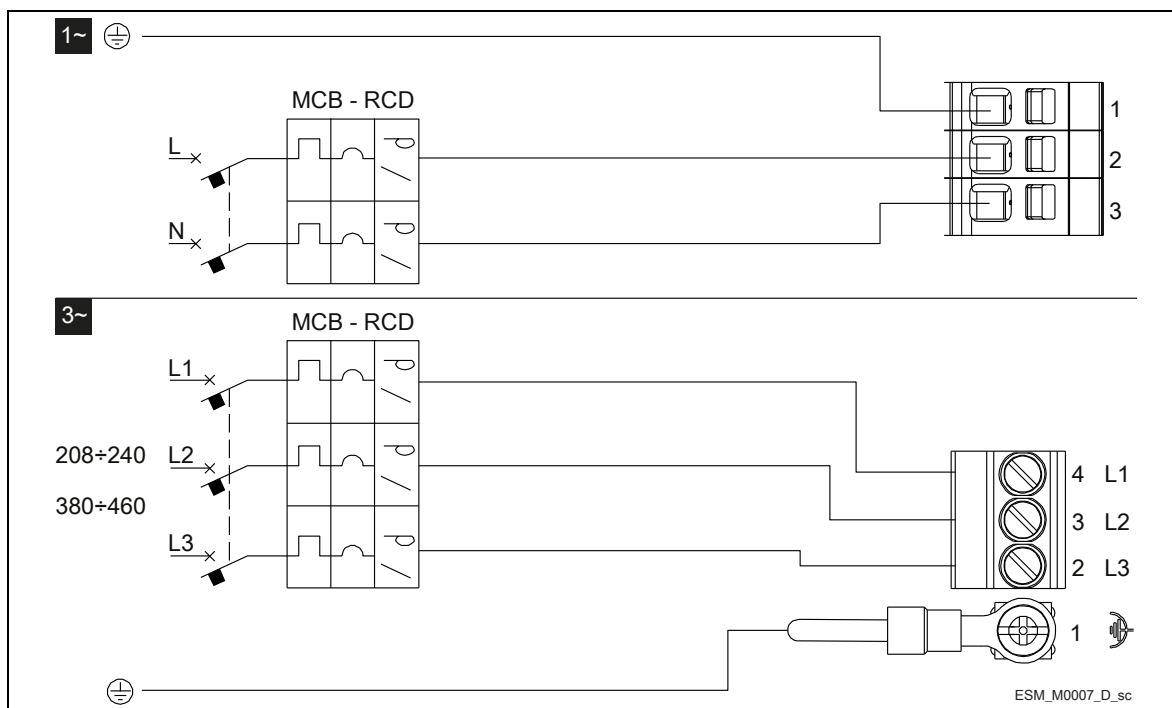 1~
MCB - RCD
1
L
2
N
3
3~
MCB - RCD
L1
208÷240 L2
380÷460
4 L1
3 L2
L3
2 L3
1
ESM_M0007_D_sc